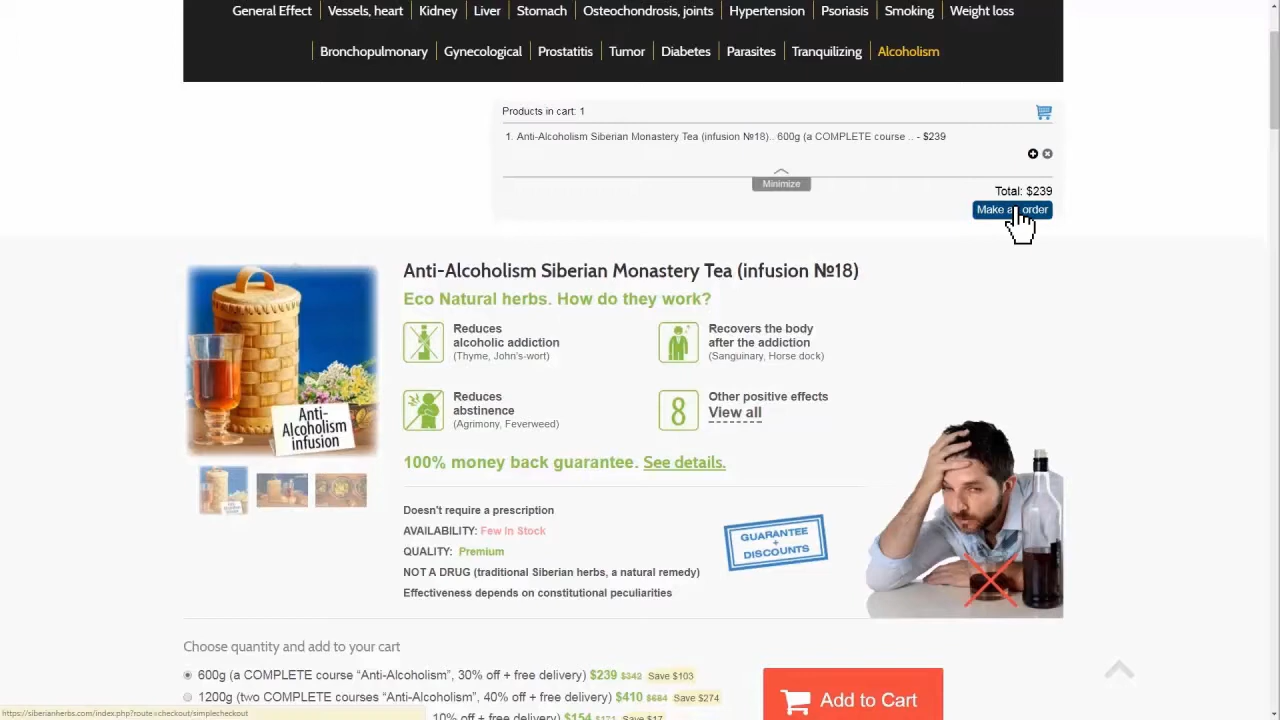 General Effect Vessels, heart Kidney Liver Stomach Osteochondrosis, joints Hypertension Psoriasis Smoking Weight loss
Bronchopulmonary Gynecological Prostatitis Tumor Diabetes Parasites Tranquilizing Alcoholism
Products in cart: 1
1. Anti-Alcoholism Siberian Monastery Tea (infusion №18).. 600g (a COMPLETE course .. - $239
Minimize
Total: $239
Make a order
Anti-Alcoholism Siberian Monastery Tea (infusion №18)
Eco Natural herbs. How do they work?
Reduces
alcoholic addiction
(Thyme, John's-wort)
Recovers the body
after the addiction
(Sanguinary, Horse dock)
Reduces
abstinence
(Agrimony, Feverweed)
8
Other positive effects
View all
Anti-
Alcoholism
infusion
100% money back guarantee. See details.
Doesn't require a prescription
AVAILABILITY: Few In Stock
QUALITY: Premium
NOT A DRUG (traditional Siberian herbs, a natural remedy)
Effectiveness depends on constitutional peculiarities
GUARANTEE
+
DISCOUNTS
Choose quantity and add to your cart
600g (a COMPLETE course “Anti-Alcoholism”, 30% off + free delivery) $239 $342 Save $103
1200g (two COMPLETE courses “Anti-Alcoholism”, 40% off + free delivery) $410 $684 Save $274
10% off + free delivery) $154 $171 Save $17
Add to Cart
https://siberianherbs.com/index.php?route=checkout/simplecheckout